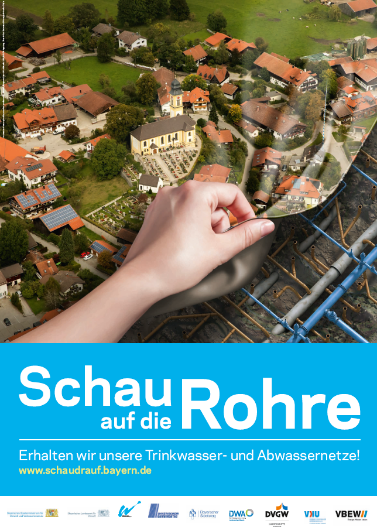 Schau
auf die
Rohre
Erhalten wir unsere Trinkwasser- und Abwassernetze!
www.schaudrauf.bayern.de
DWA
DVGW
VKU
VBEW